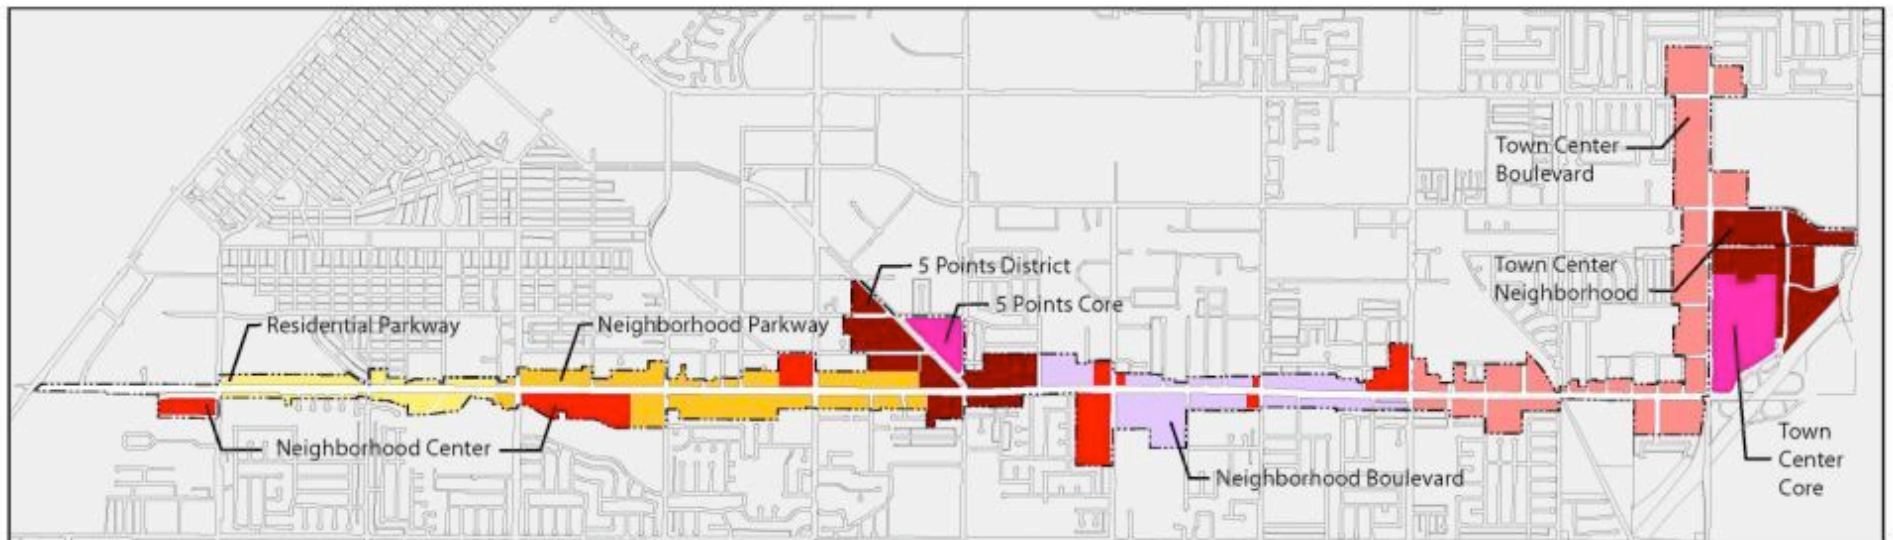 Town Center
Boulevard
5 Points District
Town Center
Neighborhood
5 Points Core
Residential Parkway
Neighborhood Parkway
Neighborhood Center
Neighborhood Boulevard
Town
Center
Core